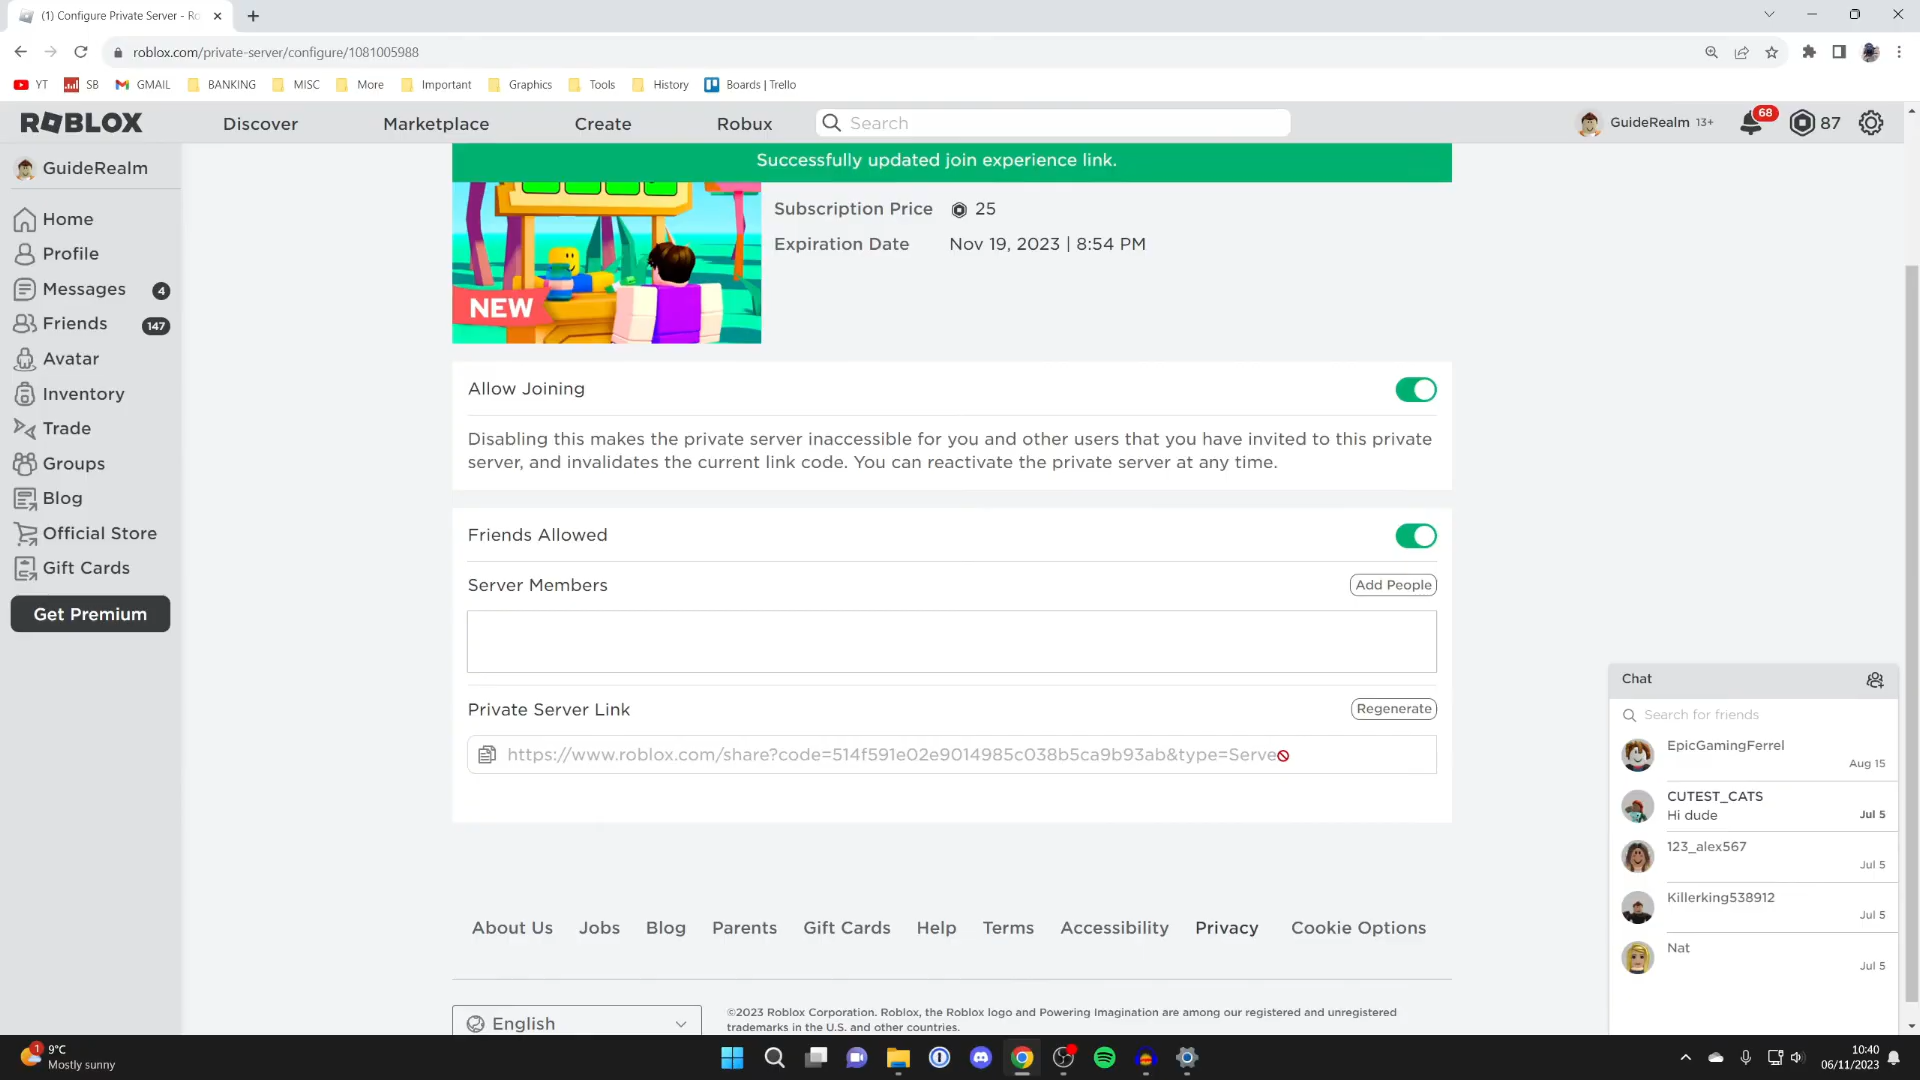 (1) Configure Private Server - Ro
roblox.com/private-server/configure/1081005988
YT
SB
GMAIL
BANKING
MISC
More
Important
Graphics
Tools
History
Boards | Trello
ROBLOX
Discover
Marketplace
Create
Robux
Search
GuideRealm 13+
68
87
GuideRealm
Home
Profile
Messages
4
Friends
147
Avatar
Inventory
Trade
Groups
Blog
Official Store
Gift Cards
Get Premium
Successfully updated join experience link.
NEW
Subscription Price 25
Expiration Date Nov 19, 2023 | 8:54 PM
Allow Joining
Disabling this makes the private server inaccessible for you and other users that you have invited to this private
server, and invalidates the current link code. You can reactivate the private server at any time.
Friends Allowed
Server Members
Add People
Private Server Link
Regenerate
https://www.roblox.com/share?code=514f591e02e9014985c038b5ca9b93ab&type=Serve
About Us
Jobs
Blog
Parents
Gift Cards
Help
Terms
Accessibility
Privacy
Cookie Options
English
©2023 Roblox Corporation. Roblox, the Roblox logo and Powering Imagination are among our registered and unregistered
trademarks in the U.S. and other countries.
Chat
Search for friends
EpicGamingFerrel
Aug 15
CUTEST_CATS
Hi dude
Jul 5
123_alex567
Jul 5
Killerking538912
Jul 5
Nat
Jul 5
1
9°C
Mostly sunny
10:40
06/11/2023